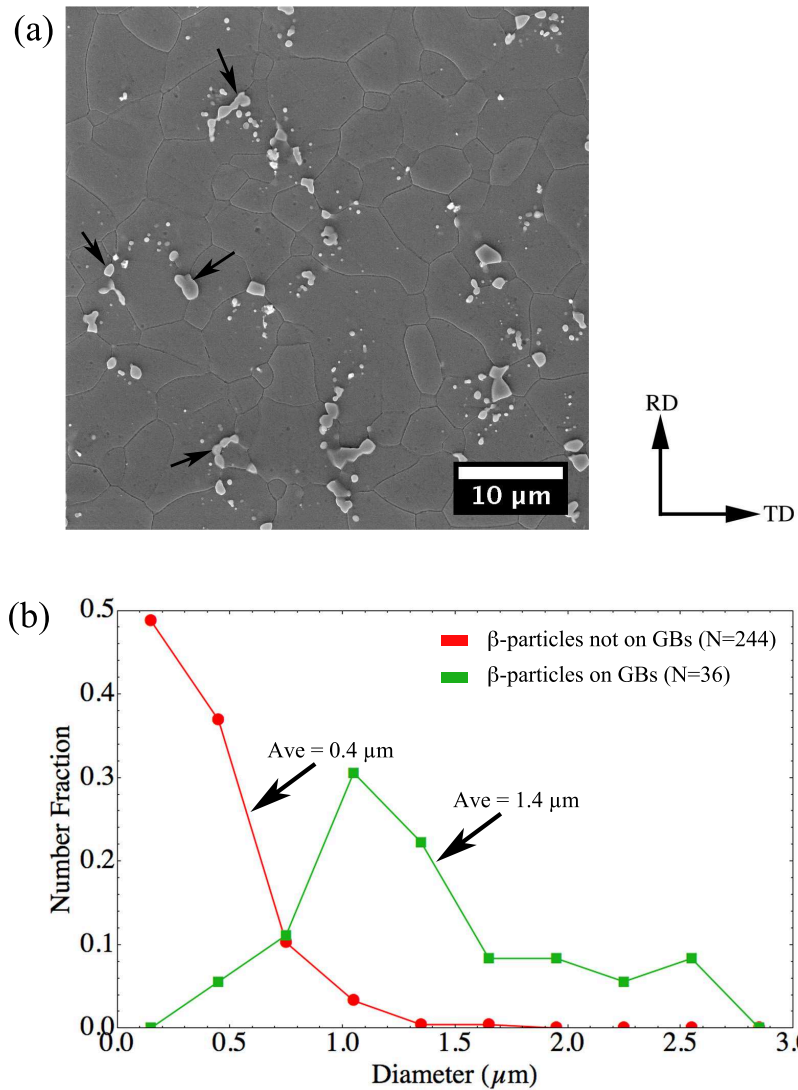 (a)
10 μm
RD
TD
(b)
0.5
0.4
0.3
0.2
0.1
0.0
Number Fraction
β-particles not on GBs (N=244)
β-particles on GBs (N=36)
Ave = 0.4 μm
Ave = 1.4 μm
0.0 0.5 1.0 1.5 2.0 2.5 3.0
Diameter (μm)